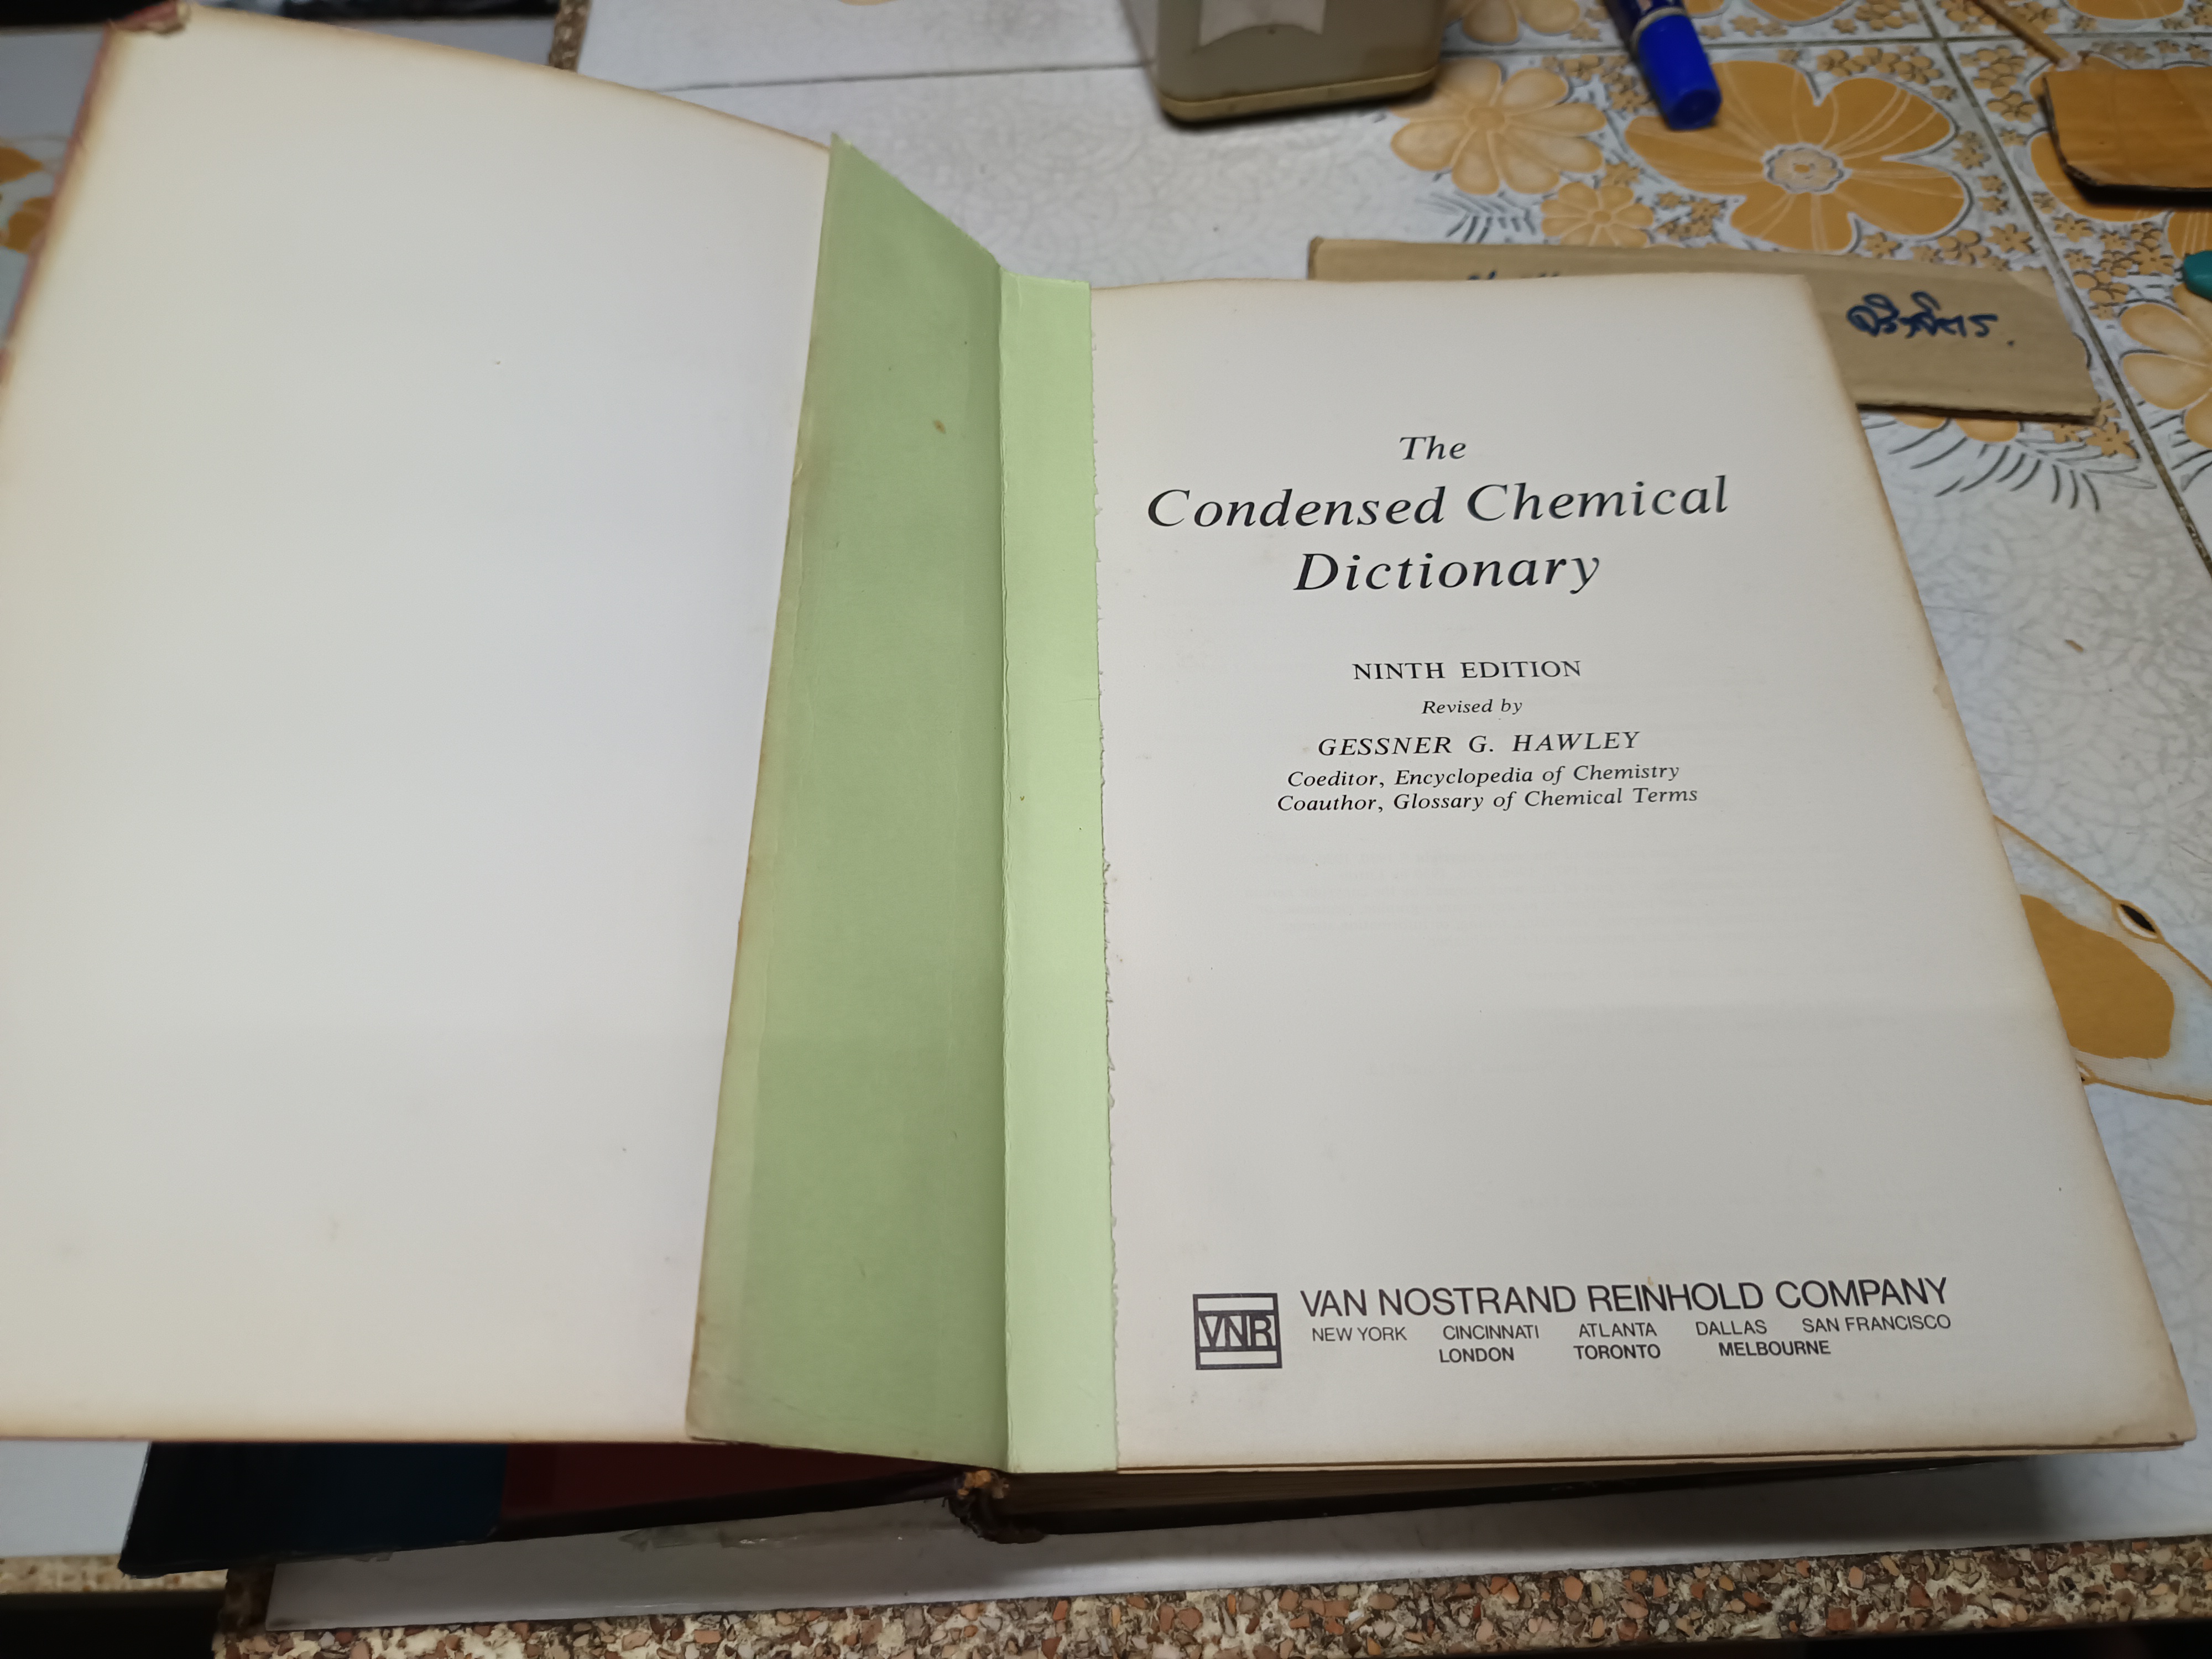 The
Condensed Chemical
Dictionary
NINTH EDITION
Revised by
GESSNER G. HAWLEY
Coeditor, Encyclopedia of Chemistry
Coauthor, Glossary of Chemical Terms
VNR
VAN NOSTRAND REINHOLD COMPANY
NEW YORK CINCINNATI ATLANTA DALLAS SAN FRANCISCO
LONDON TORONTO MELBOURNE